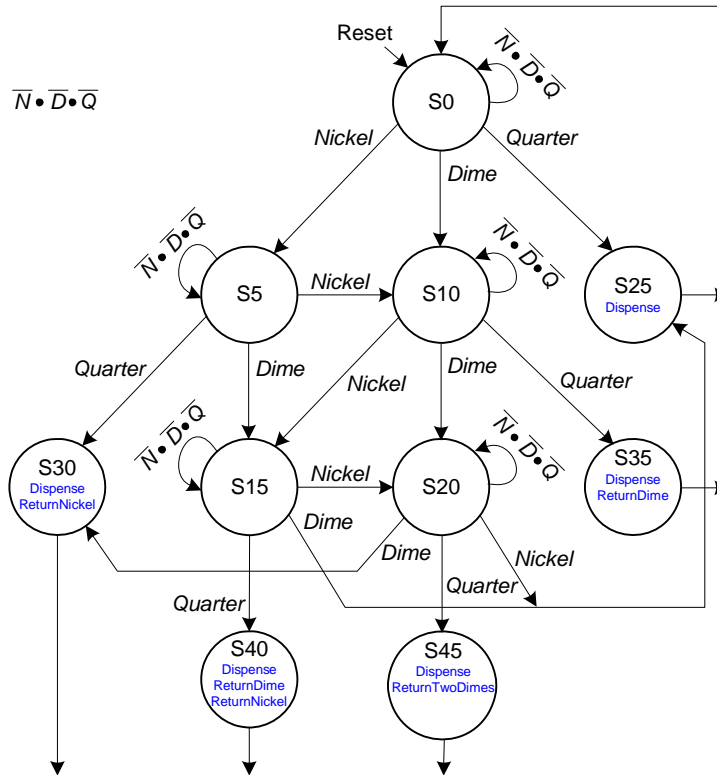 Reset
N̅ • D̅ • Q̅
S0
N̅ • D̅ • Q̅
Nickel
Dime
Quarter
N̅ • D̅ • Q̅
N̅ • D̅ • Q̅
S5
Nickel
S10
S25
Dispense
Quarter
Dime
Nickel
Dime
Quarter
N̅ • D̅ • Q̅
N̅ • D̅ • Q̅
S30
Dispense
ReturnNickel
S15
Nickel
S20
S35
Dispense
ReturnDime
Dime
Dime
Nickel
Quarter
Quarter
S40
Dispense
ReturnDime
ReturnNickel
S45
Dispense
ReturnTwoDimes